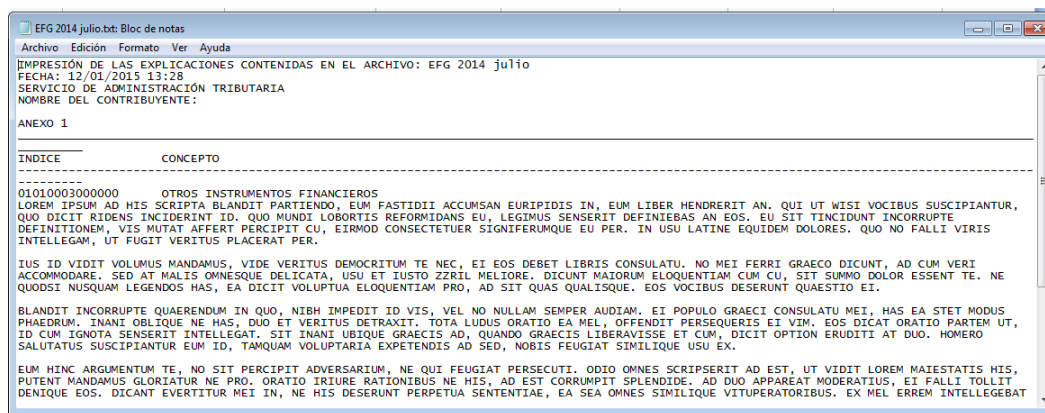 EFG 2014 julio.txt: Bloc de notas
Archivo Edición Formato Ver Ayuda
IMPRESIÓN DE LAS EXPLICACIONES CONTENIDAS EN EL ARCHIVO: EFG 2014 julio
FECHA: 12/01/2015 13:28
SERVICIO DE ADMINISTRACIÓN TRIBUTARIA
NOMBRE DEL CONTRIBUYENTE:
ANEXO 1
INDICE CONCEPTO
01010003000000 OTROS INSTRUMENTOS FINANCIEROS
LOREM IPSUM AD HIS SCRIPTA BLANDIT PARTIENDO, EUM FASTIDII ACCUMSAN EURIPIDIS IN, EUM LIBER HENDRERIT AN. QUI UT WISI VOCIBUS SUSCIPIANTUR,
QUO DICIT RIDENS INCIDERINT ID. QUO MUNDI LOBORTIS REFORMIDANS EU, LEGIMUS SENSERIT DEFINIEBAS AN EOS. EU SIT TINCIDUNT INCORRUPTE
DEFINITIONEM, VIS MUTAT AFFERT PERCIPIT CU, EIRMOD CONSECTETUER SIGNIFERUMQUE EU PER. IN USU LATINE EQUIDEM DOLORES. QUO NO FALLI VIRIS
INTELLEGAM, UT FUGIT VERITUS PLACERAT PER.
IUS ID VIDIT VOLUMUS MANDAMUS, VIDE VERITUS DEMOCRITUM TE NEC, EI EOS DEBET LIBRIS CONSULATU. NO MEI FERRI GRAECO DICUNT, AD CUM VERI
ACCOMMODARE. SED AT MALIS OMNESQUE DELICATA, USU ET IUSTO ZZRIL MELIORE. DICUNT MAIORUM ELOQUENTIAM CUM CU, SIT SUMMO DOLOR ESSENT TE. NE
QUODSI NUSQUAM LEGENDOS HAS, EA DICIT VOLUPTUA ELOQUENTIAM PRO, AD SIT QUAS QUALISQUE. EOS VOCIBUS DESERUNT QUAESTIO EI.
BLANDIT INCORRUPTE QUAERENDUM IN QUO, NIBH IMPEDIT ID VIS, VEL NO NULLAM SEMPER AUDIAM. EI POPULO GRAECI CONSULATU MEI, HAS EA STET MODUS
PHAEDRUM. INANI OBLIQUE NE HAS, DUO ET VERITUS DETRAXIT. TOTA LUDUS ORATIO EA MEL, OFFENDIT PERSEQUERIS EI VIM. EOS DICAT ORATIO PARTEM UT,
ID CUM IGNOTA SENSERIT INTELLEGAT. SIT INANI UBIQUE GRAECIS AD, QUANDO GRAECIS LIBERAVISSE ET CUM, DICIT OPTION ERUDITI AT DUO. HOMERO
SALUTATUS SUSCIPIANTUR EUM ID, TAMQUAM VOLUPTARIA EXPETENDIS AD SED, NOBIS FEUGIAT SIMILIQUE USU EX.
EUM HINC ARGUMENTUM TE, NO SIT PERCIPIT ADVERSARIUM, NE QUI FEUGIAT PERSECUTI. ODIO OMNES SCRIPSERIT AD EST, UT VIDIT LOREM MAIESTATIS HIS,
PUTENT MANDAMUS GLORIATUR NE PRO. ORATIO IRIURE RATIONIBUS NE HIS, AD EST CORRUMPIT SPLENDIDE. AD DUO APPAREAT MODERATIUS, EI FALLI TOLLIT
DENIQUE EOS. DICANT EVERTITUR MEI IN, NE HIS DESERUNT PERPETUA SENTENTIAE, EA SEA OMNES SIMILIQUE VITUPERATORIBUS. EX MEL ERREM INTELLEGEBAT